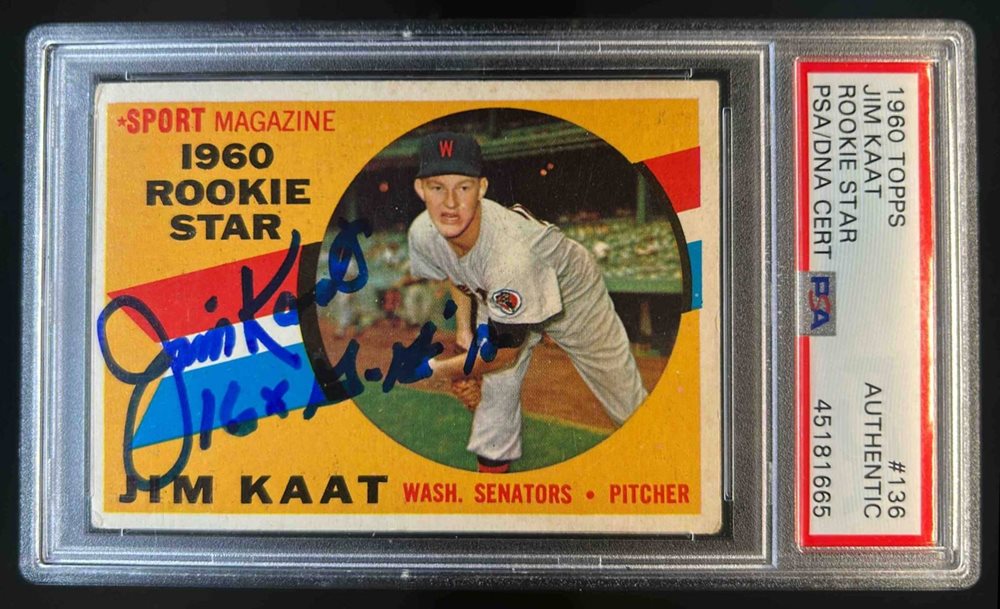 *SPORT MAGAZINE
1960
ROOKIE
STAR
Jim Kaat
16x G.G.
JIM KAAT WASH. SENATORS • PITCHER
W
1960 TOPPS #136
JIM KAAT AUTHENTIC
ROOKIE STAR
PSA/DNA CERT 45181665
PSA